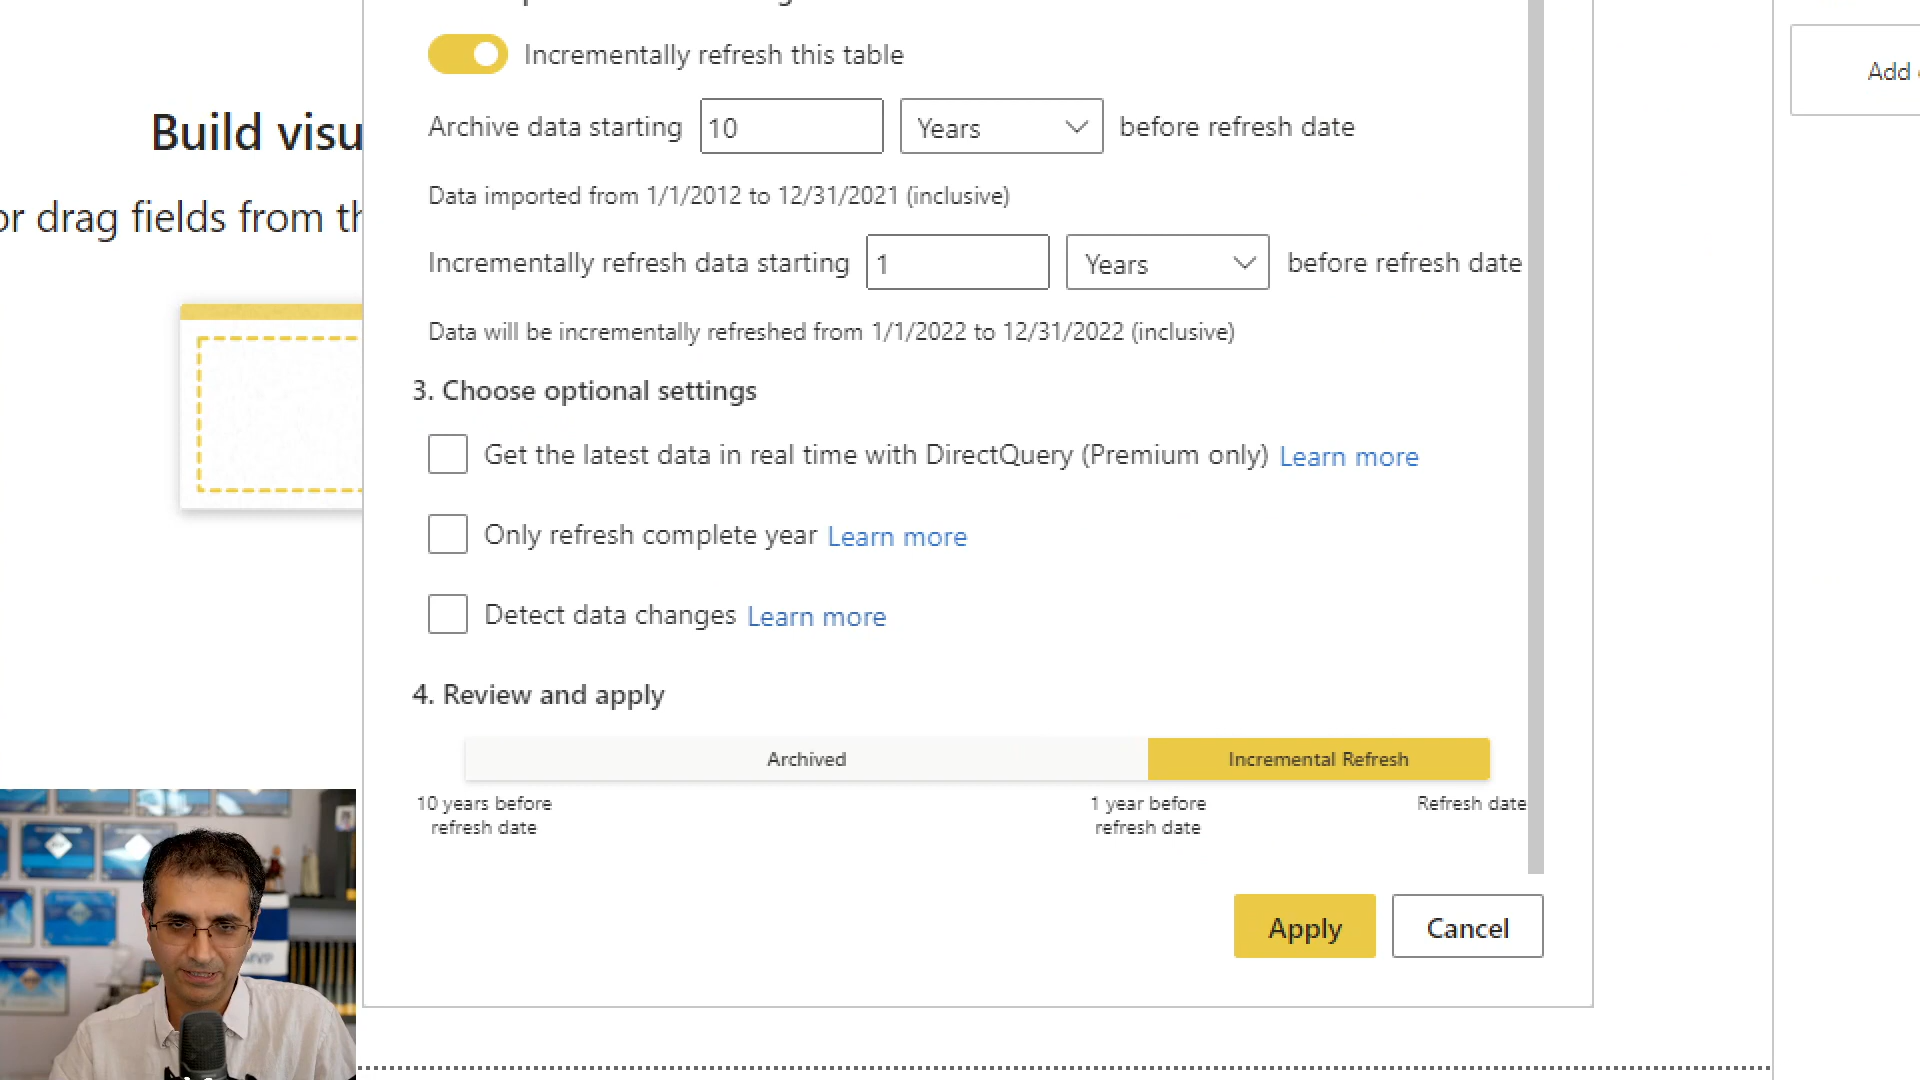 Incrementally refresh this table
Add
Build visu
Archive data starting 10 Years before refresh date
Data imported from 1/1/2012 to 12/31/2021 (inclusive)
or drag fields from th
Incrementally refresh data starting 1 Years before refresh date
Data will be incrementally refreshed from 1/1/2022 to 12/31/2022 (inclusive)
3. Choose optional settings
Get the latest data in real time with DirectQuery (Premium only) Learn more
Only refresh complete year Learn more
Detect data changes Learn more
4. Review and apply
Archived Incremental Refresh
10 years before
refresh date
1 year before
refresh date
Refresh date
Apply Cancel